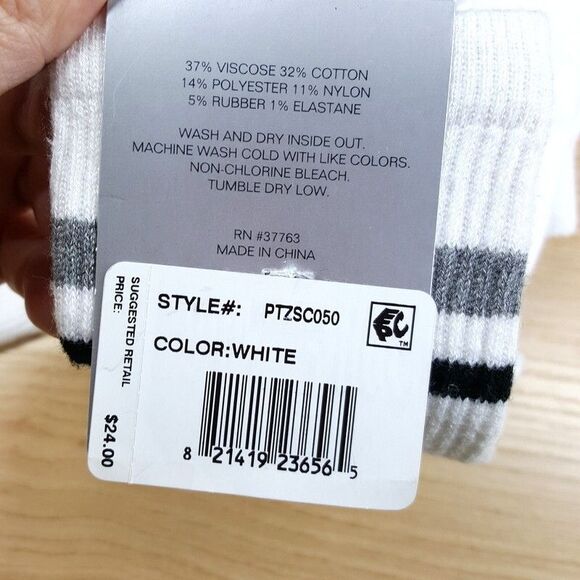 37% VISCOSE 32% COTTON
14% POLYESTER 11% NYLON
5% RUBBER 1% ELASTANE
WASH AND DRY INSIDE OUT.
MACHINE WASH COLD WITH LIKE COLORS.
NON-CHLORINE BLEACH.
TUMBLE DRY LOW.
RN #37763
MADE IN CHINA
SUGGESTED RETAIL
PRICE: $24.00
STYLE#: PTZSC050
EPC™
COLOR:WHITE
8 21419 23656 5